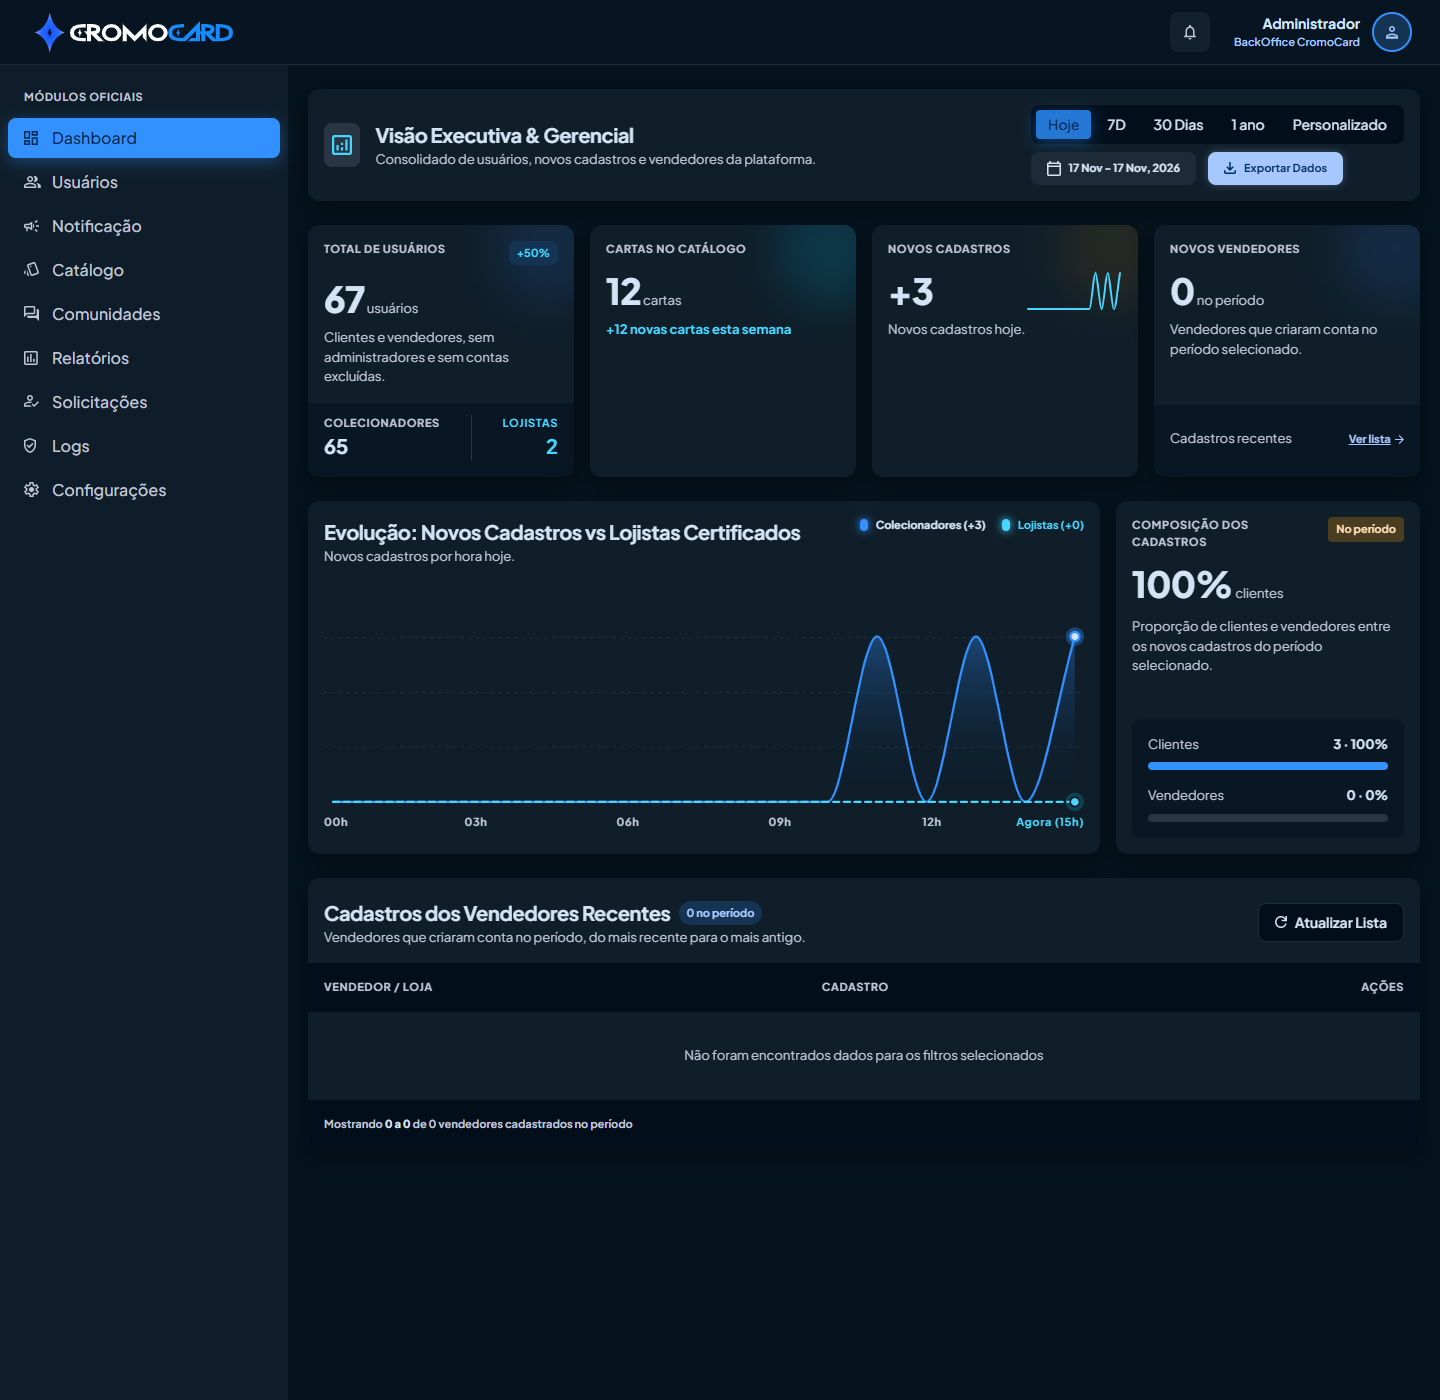 CROMOCARD
Administrador
BackOffice CromoCard
MÓDULOS OFICIAIS
Dashboard
Usuários
Notificação
Catálogo
Comunidades
Relatórios
Solicitações
Logs
Configurações
Visão Executiva & Gerencial
Consolidado de usuários, novos cadastros e vendedores da plataforma.
Hoje 7D 30 Dias 1 ano Personalizado
17 Nov - 17 Nov, 2026
Exportar Dados
TOTAL DE USUÁRIOS
+50%
67 usuários
Clientes e vendedores, sem
administradores e sem contas
excluídas.
COLECIONADORES
65
LOJISTAS
2
CARTAS NO CATÁLOGO
12 cartas
+12 novas cartas esta semana
NOVOS CADASTROS
+3
Novos cadastros hoje.
NOVOS VENDEDORES
0 no período
Vendedores que criaram conta no
período selecionado.
Cadastros recentes
Ver lista →
Evolução: Novos Cadastros vs Lojistas Certificados
Novos cadastros por hora hoje.
Colecionadores (+3)
Lojistas (+0)
00h 03h 06h 09h 12h Agora (15h)
COMPOSIÇÃO DOS
CADASTROS
No período
100% clientes
Proporção de clientes e vendedores entre
os novos cadastros do período
selecionado.
Clientes 3 · 100%
Vendedores 0 · 0%
Cadastros dos Vendedores Recentes
0 no período
Vendedores que criaram conta no período, do mais recente para o mais antigo.
Atualizar Lista
VENDEDOR / LOJA CADASTRO AÇÕES
Não foram encontrados dados para os filtros selecionados
Mostrando 0 a 0 de 0 vendedores cadastrados no período